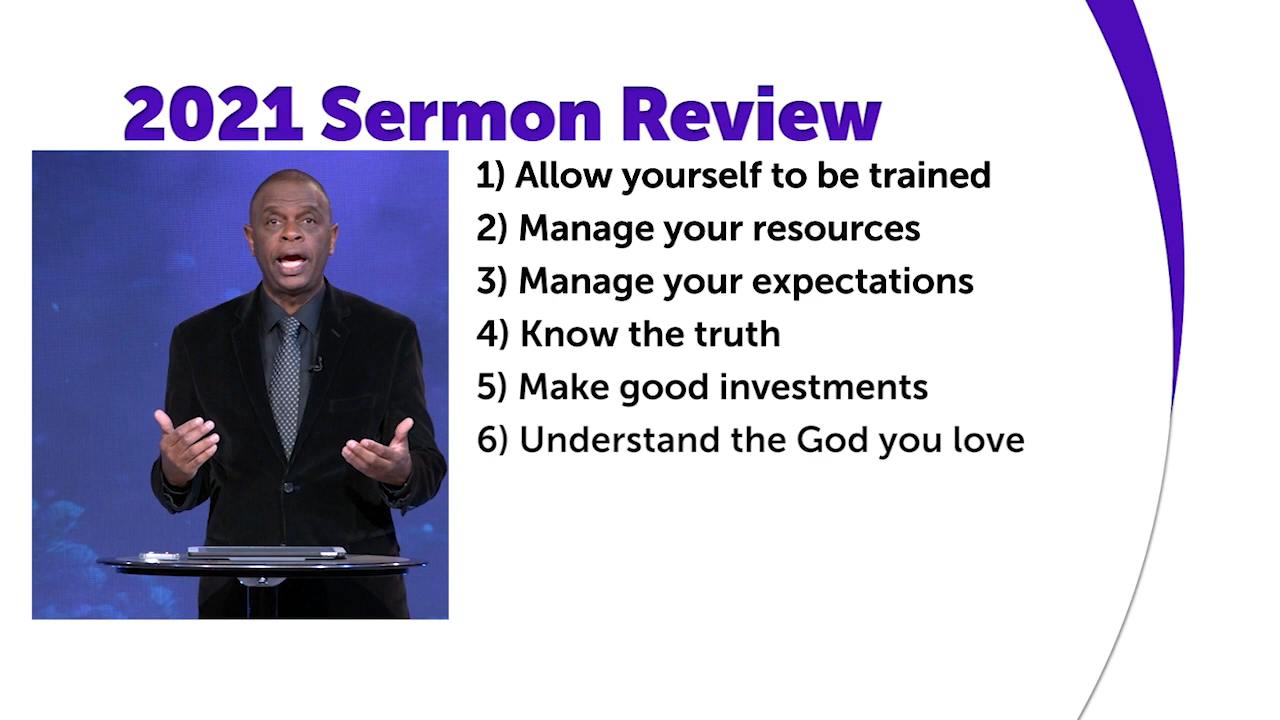 2021 Sermon Review
1) Allow yourself to be trained
2) Manage your resources
3) Manage your expectations
4) Know the truth
5) Make good investments
6) Understand the God you love